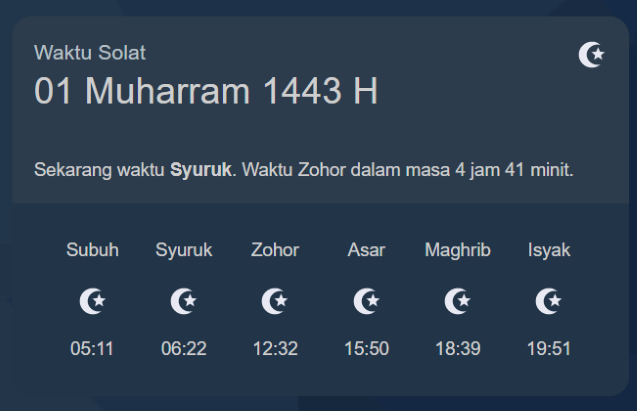 Waktu Solat
01 Muharram 1443 H
Sekarang waktu Syuruk. Waktu Zohor dalam masa 4 jam 41 minit.
Subuh Syuruk Zohor Asar Maghrib Isyak
05:11 06:22 12:32 15:50 18:39 19:51